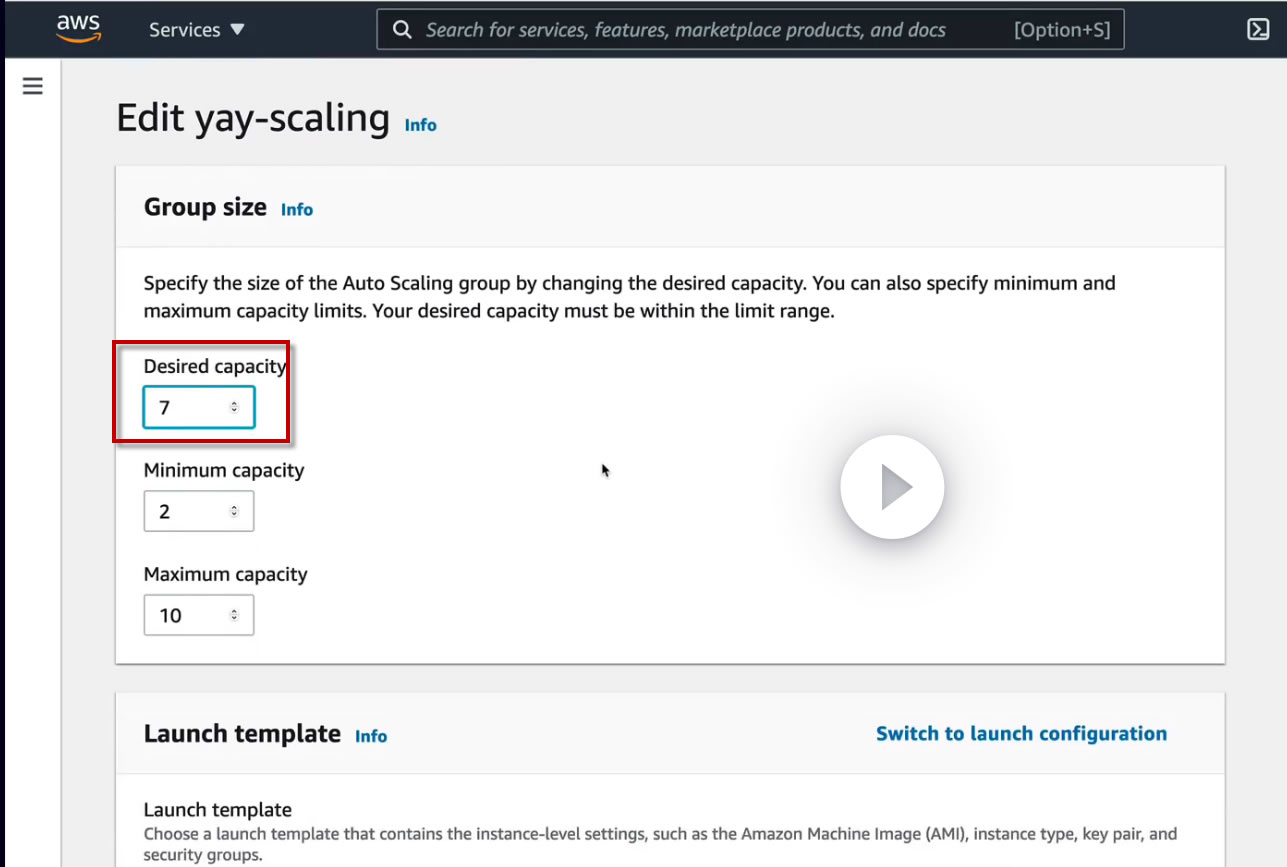 aws
Services ▼
Search for services, features, marketplace products, and docs
[Option+S]
Edit yay-scaling Info
Group size Info
Specify the size of the Auto Scaling group by changing the desired capacity. You can also specify minimum and
maximum capacity limits. Your desired capacity must be within the limit range.
Desired capacity
7
Minimum capacity
2
Maximum capacity
10
Launch template Info
Switch to launch configuration
Launch template
Choose a launch template that contains the instance-level settings, such as the Amazon Machine Image (AMI), instance type, key pair, and
security groups.